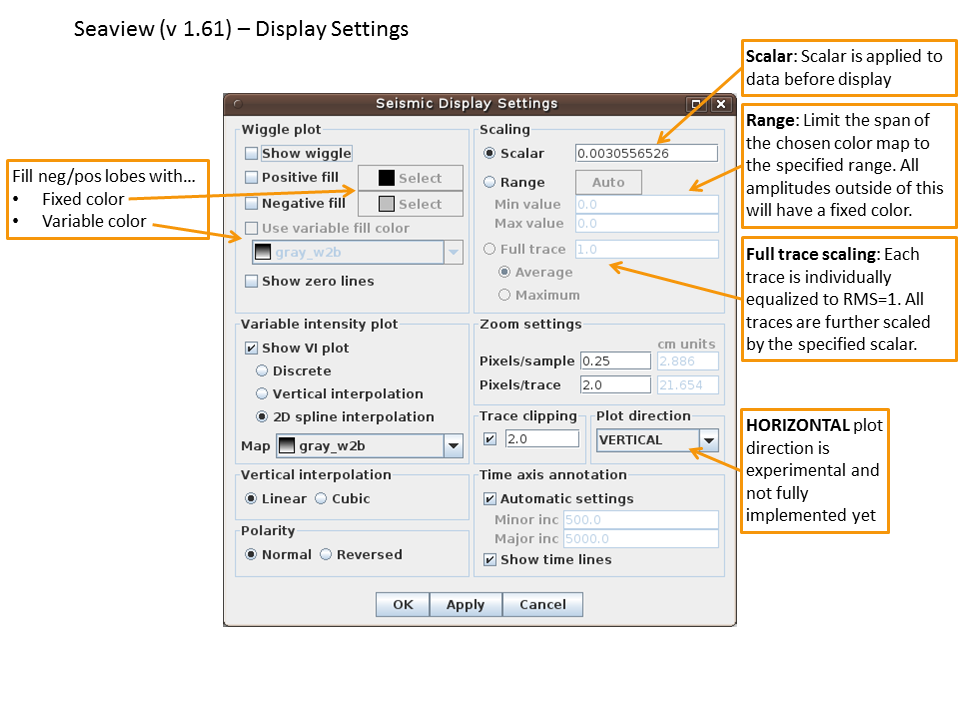 Seaview (v 1.61) – Display Settings
Scalar: Scalar is applied to
data before display
Range: Limit the span of
the chosen color map to
the specified range. All
amplitudes outside of this
will have a fixed color.
Full trace scaling: Each
trace is individually
equalized to RMS=1. All
traces are further scaled
by the specified scalar.
HORIZONTAL plot
direction is
experimental and
not fully
implemented yet
Fill neg/pos lobes with...
• Fixed color
• Variable color
Seismic Display Settings
Wiggle plot
Show wiggle
Positive fill Select
Negative fill Select
Use variable fill color
gray_w2b
Show zero lines
Variable intensity plot
Show VI plot
Discrete
Vertical interpolation
2D spline interpolation
Map gray_w2b
Vertical interpolation
Linear Cubic
Polarity
Normal Reversed
Scaling
Scalar 0.0030556526
Range Auto
Min value 0.0
Max value 0.0
Full trace 1.0
Average
Maximum
Zoom settings
cm units
Pixels/sample 0.25 2.886
Pixels/trace 2.0 21.654
Trace clipping
2.0
Plot direction
VERTICAL
Time axis annotation
Automatic settings
Minor inc 500.0
Major inc 5000.0
Show time lines
OK Apply Cancel